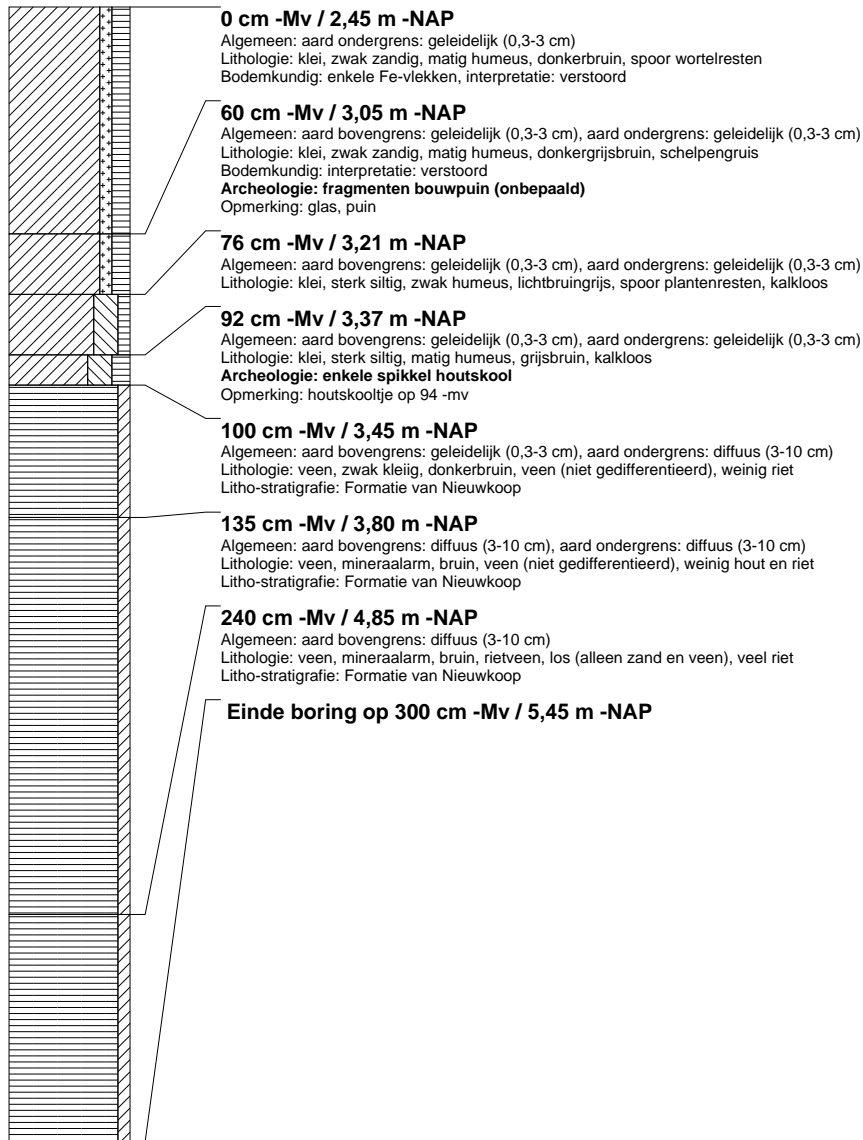 0 cm -Mv / 2,45 m -NAP
Algemeen: aard ondergrens: geleidelijk (0,3-3 cm)
Lithologie: klei, zwak zandig, matig humeus, donkerbruin, spoor wortelresten
Bodemkundig: enkele Fe-vlekken, interpretatie: verstoord
60 cm -Mv / 3,05 m -NAP
Algemeen: aard bovengrens: geleidelijk (0,3-3 cm), aard ondergrens: geleidelijk (0,3-3 cm)
Lithologie: klei, zwak zandig, matig humeus, donkergrijsbruin, schelpengruis
Bodemkundig: interpretatie: verstoord
Archeologie: fragmenten bouwpuin (onbepaald)
Opmerking: glas, puin
76 cm -Mv / 3,21 m -NAP
Algemeen: aard bovengrens: geleidelijk (0,3-3 cm), aard ondergrens: geleidelijk (0,3-3 cm)
Lithologie: klei, sterk siltig, zwak humeus, lichtbruingrijs, spoor plantenresten, kalkloos
92 cm -Mv / 3,37 m -NAP
Algemeen: aard bovengrens: geleidelijk (0,3-3 cm), aard ondergrens: geleidelijk (0,3-3 cm)
Lithologie: klei, sterk siltig, matig humeus, grijsbruin, kalkloos
Archeologie: enkele spikkel houtskool
Opmerking: houtskooltje op 94 -mv
100 cm -Mv / 3,45 m -NAP
Algemeen: aard bovengrens: geleidelijk (0,3-3 cm), aard ondergrens: diffuus (3-10 cm)
Lithologie: veen, zwak kleiig, donkerbruin, veen (niet gedifferentieerd), weinig riet
Litho-stratigrafie: Formatie van Nieuwkoop
135 cm -Mv / 3,80 m -NAP
Algemeen: aard bovengrens: diffuus (3-10 cm), aard ondergrens: diffuus (3-10 cm)
Lithologie: veen, mineraalarm, bruin, veen (niet gedifferentieerd), weinig hout en riet
Litho-stratigrafie: Formatie van Nieuwkoop
240 cm -Mv / 4,85 m -NAP
Algemeen: aard bovengrens: diffuus (3-10 cm)
Lithologie: veen, mineraalarm, bruin, rietveen, los (alleen zand en veen), veel riet
Litho-stratigrafie: Formatie van Nieuwkoop
Einde boring op 300 cm -Mv / 5,45 m -NAP